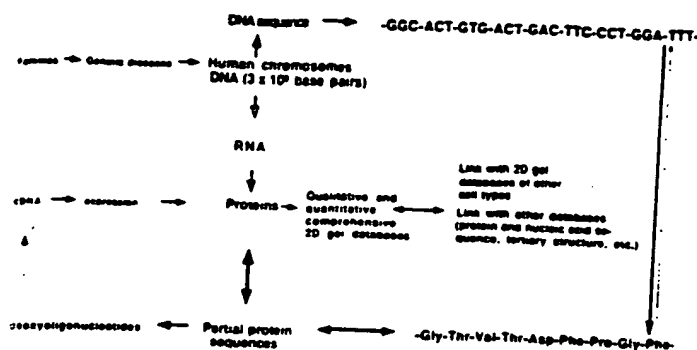 DNA sequence
-GGC-ACT-GTG-ACT-GAC-TTC-CCT-GGA-TTT-
Human chromosomes
DNA (3 x 10⁹ base pairs)
RNA
Proteins
Qualitative and
quantitative
comprehensive
2D gel databases
Link with 2D gel
databases of other
cell types
Link with other databases
(protein and nucleic acid se-
quence, tertiary structure, etc.)
cDNA
expression
deoxyoligonucleotides
Partial protein
sequences
-Gly-Thr-Val-Thr-Asp-Phe-Pro-Gly-Phe-